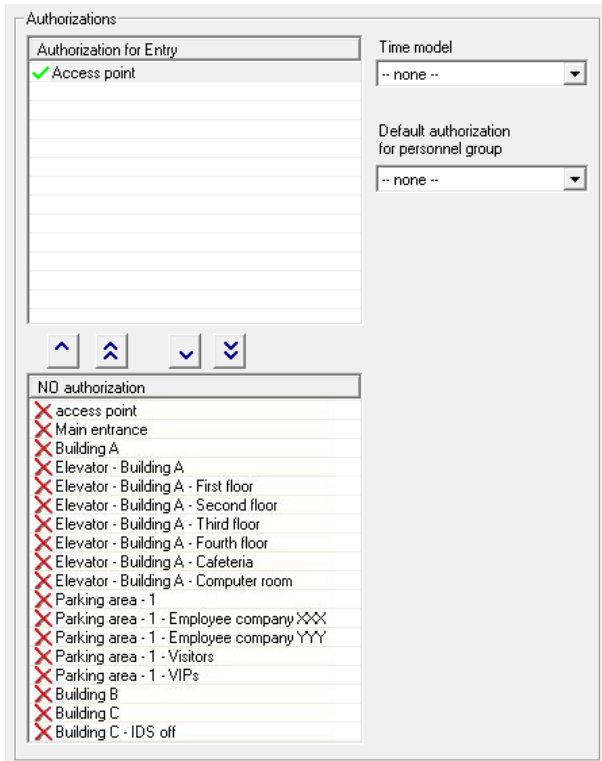 Authorizations
Authorization for Entry
Access point
Time model
-- none --
Default authorization
for personnel group
-- none --
NO authorization
access point
Main entrance
Building A
Elevator - Building A
Elevator - Building A - First floor
Elevator - Building A - Second floor
Elevator - Building A - Third floor
Elevator - Building A - Fourth floor
Elevator - Building A - Cafeteria
Elevator - Building A - Computer room
Parking area - 1
Parking area - 1 - Employee company XXX
Parking area - 1 - Employee company YYY
Parking area - 1 - Visitors
Parking area - 1 - VIPs
Building B
Building C
Building C - IDS off